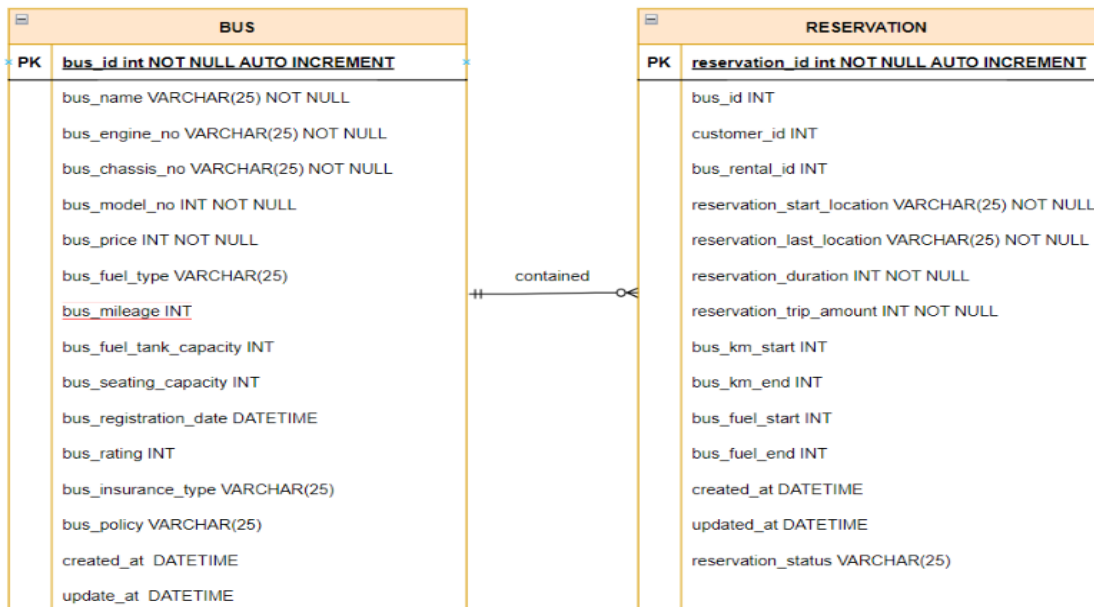 BUS
PK bus_id int NOT NULL AUTO INCREMENT
bus_name VARCHAR(25) NOT NULL
bus_engine_no VARCHAR(25) NOT NULL
bus_chassis_no VARCHAR(25) NOT NULL
bus_model_no INT NOT NULL
bus_price INT NOT NULL
bus_fuel_type VARCHAR(25)
bus_mileage INT
bus_fuel_tank_capacity INT
bus_seating_capacity INT
bus_registration_date DATETIME
bus_rating INT
bus_insurance_type VARCHAR(25)
bus_policy VARCHAR(25)
created_at DATETIME
update_at DATETIME
contained
RESERVATION
PK reservation_id int NOT NULL AUTO INCREMENT
bus_id INT
customer_id INT
bus_rental_id INT
reservation_start_location VARCHAR(25) NOT NULL
reservation_last_location VARCHAR(25) NOT NULL
reservation_duration INT NOT NULL
reservation_trip_amount INT NOT NULL
bus_km_start INT
bus_km_end INT
bus_fuel_start INT
bus_fuel_end INT
created_at DATETIME
updated_at DATETIME
reservation_status VARCHAR(25)